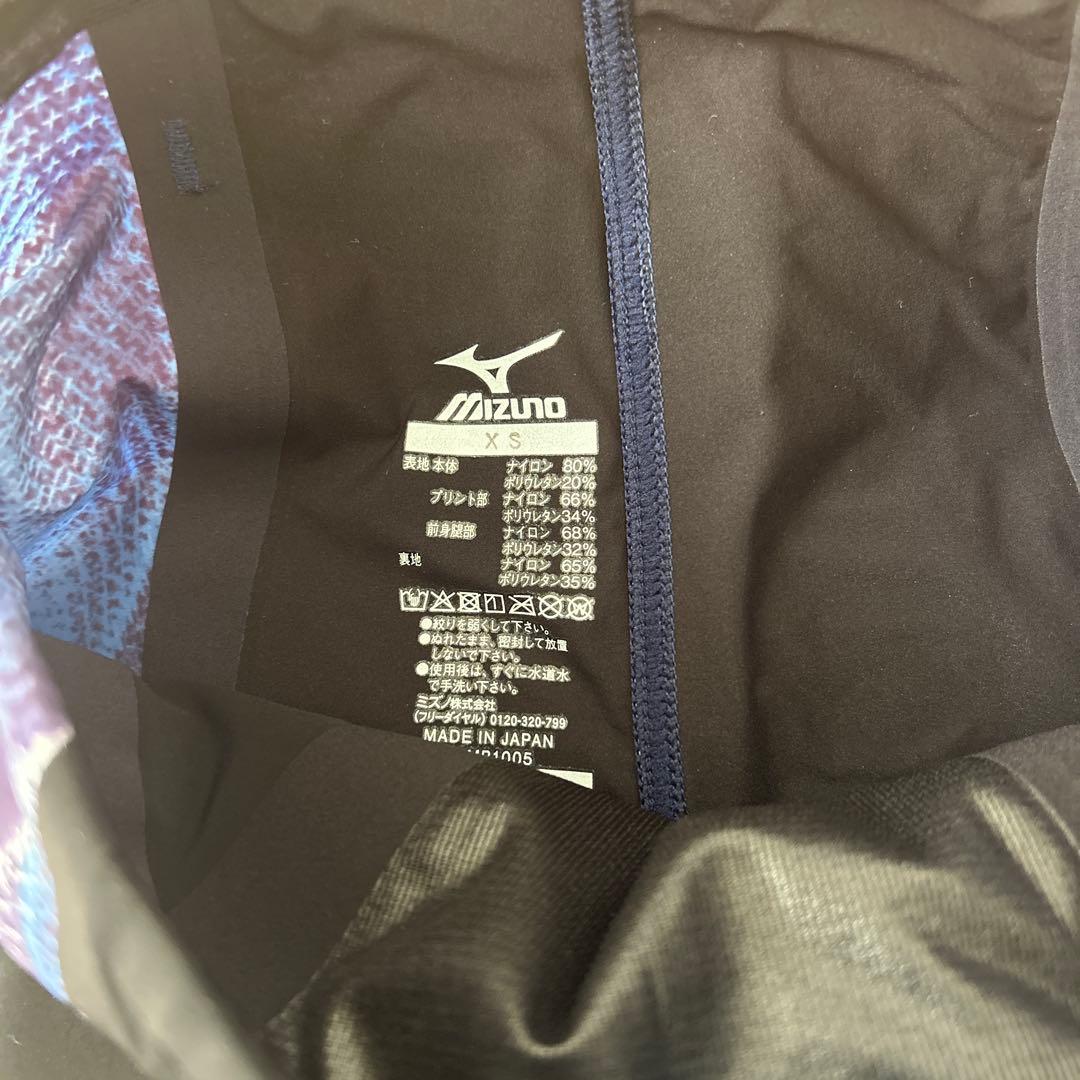 MIZUNO
XS
表地 本体 ナイロン 80%
ポリウレタン20%
プリント部 ナイロン 66%
ポリウレタン34%
前身腿部 ナイロン 68%
ポリウレタン32%
裏地 ナイロン 65%
ポリウレタン35%
●絞りを弱くして下さい。
●ぬれたまま、密封して放置
しないで下さい。
●使用後は、すぐに水道水
で手洗い下さい。
ミズノ株式会社
(フリーダイヤル) 0120-320-799
MADE IN JAPAN
1005